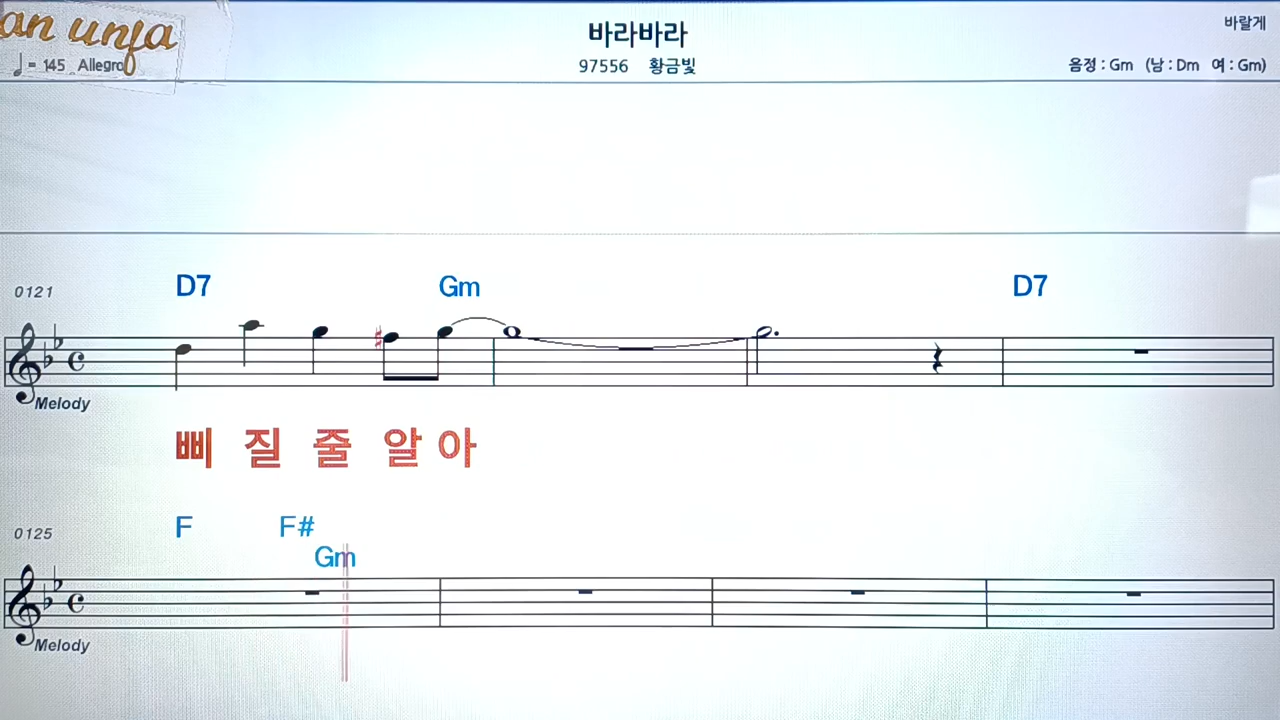 an unfa
바라바라
바랄게
♩= 145 Allegro
97556 황금빛
음정 : Gm (남 : Dm 여 : Gm)
D7 Gm D7
0121
Melody
삐 질 줄 알 아
F F#
0125
Gm
Melody